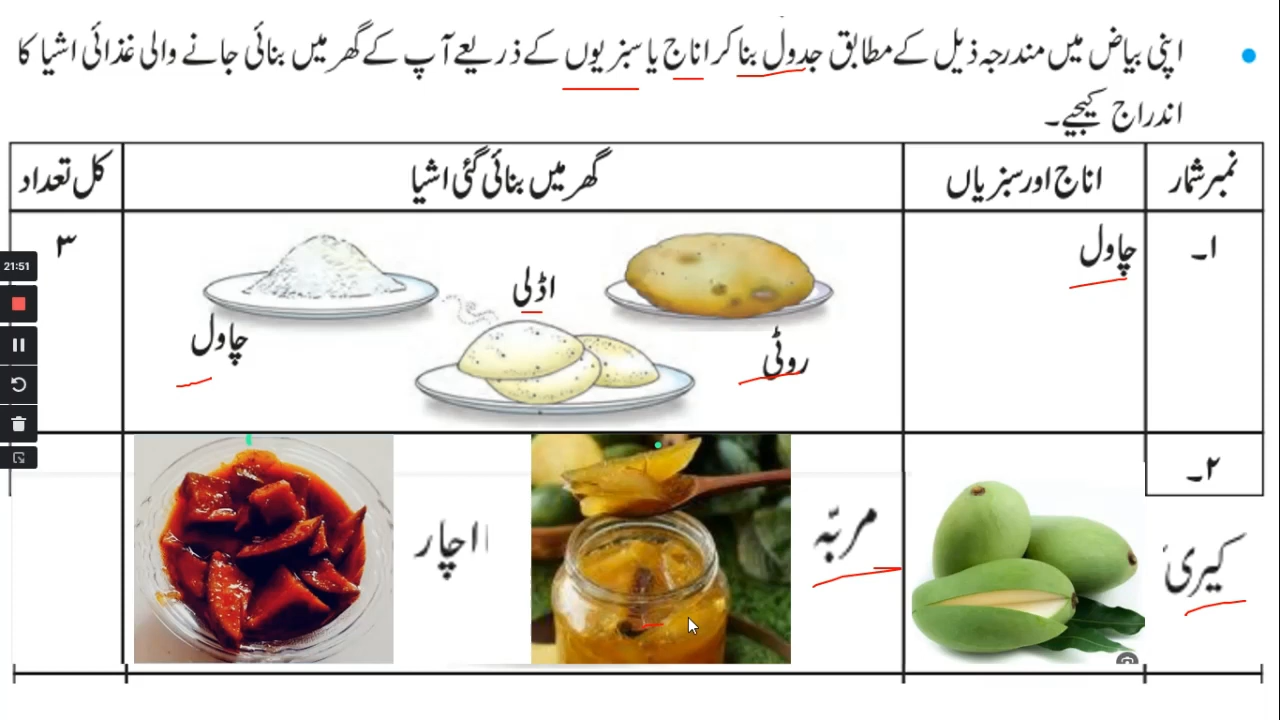 اپنی بیاض میں مندرجہ ذیل کے مطابق جدول بنا کر اناج یا سبزیوں کے ذریعے آپ کے گھر میں بنائی جانے والی غذائی اشیا کا
اندراج کیجیے۔
نمبر شمار
اناج اور سبزیاں
گھر میں بنائی گئی اشیا
کل تعداد
۱۔
چاول
روٹی
اڈلی
چاول
۳
21:51
۲۔
کیری
مربّہ
اچار